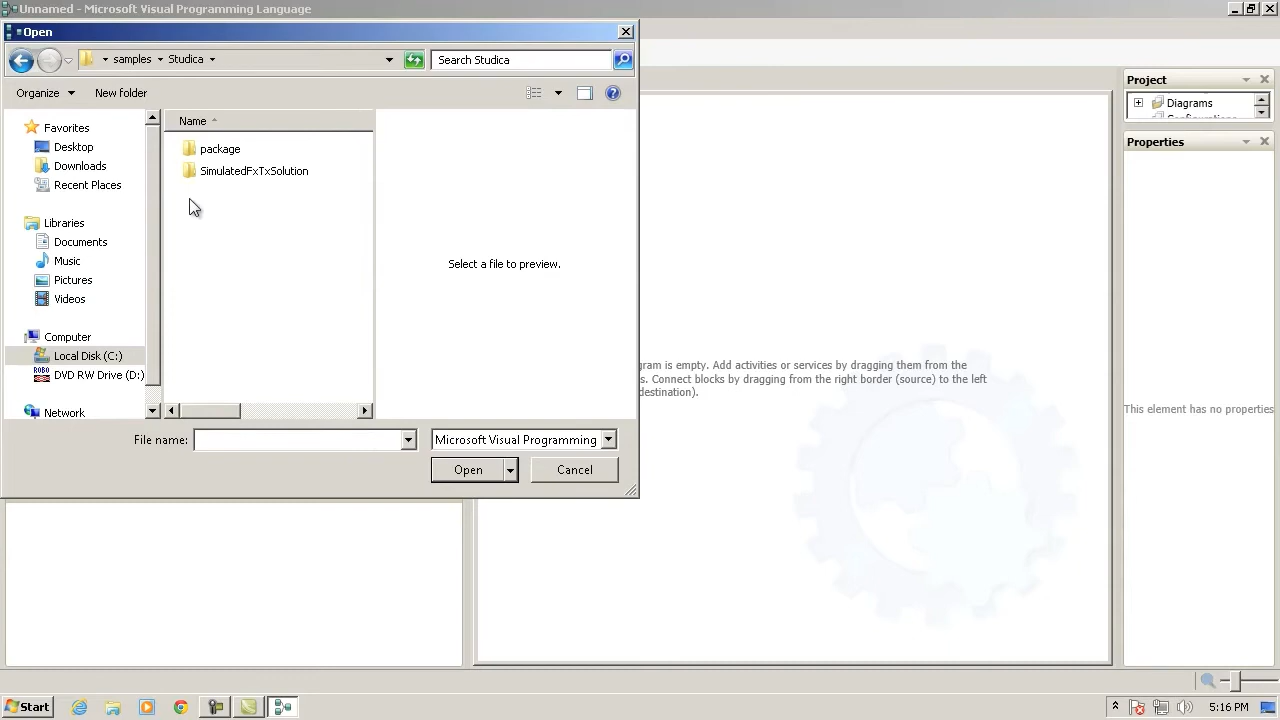 Unnamed - Microsoft Visual Programming Language
Open
samples
Studica
Search Studica
Organize
New folder
Name
Favorites
Desktop
Downloads
Recent Places
Libraries
Documents
Music
Pictures
Videos
Computer
Local Disk (C:)
DVD RW Drive (D:)
Network
package
SimulatedFxTxSolution
Select a file to preview.
File name:
Microsoft Visual Programming
Open
Cancel
gram is empty. Add activities or services by dragging them from the
s. Connect blocks by dragging from the right border (source) to the left
destination).
Project
Diagrams
Properties
This element has no properties
Start
ROBO
5:16 PM